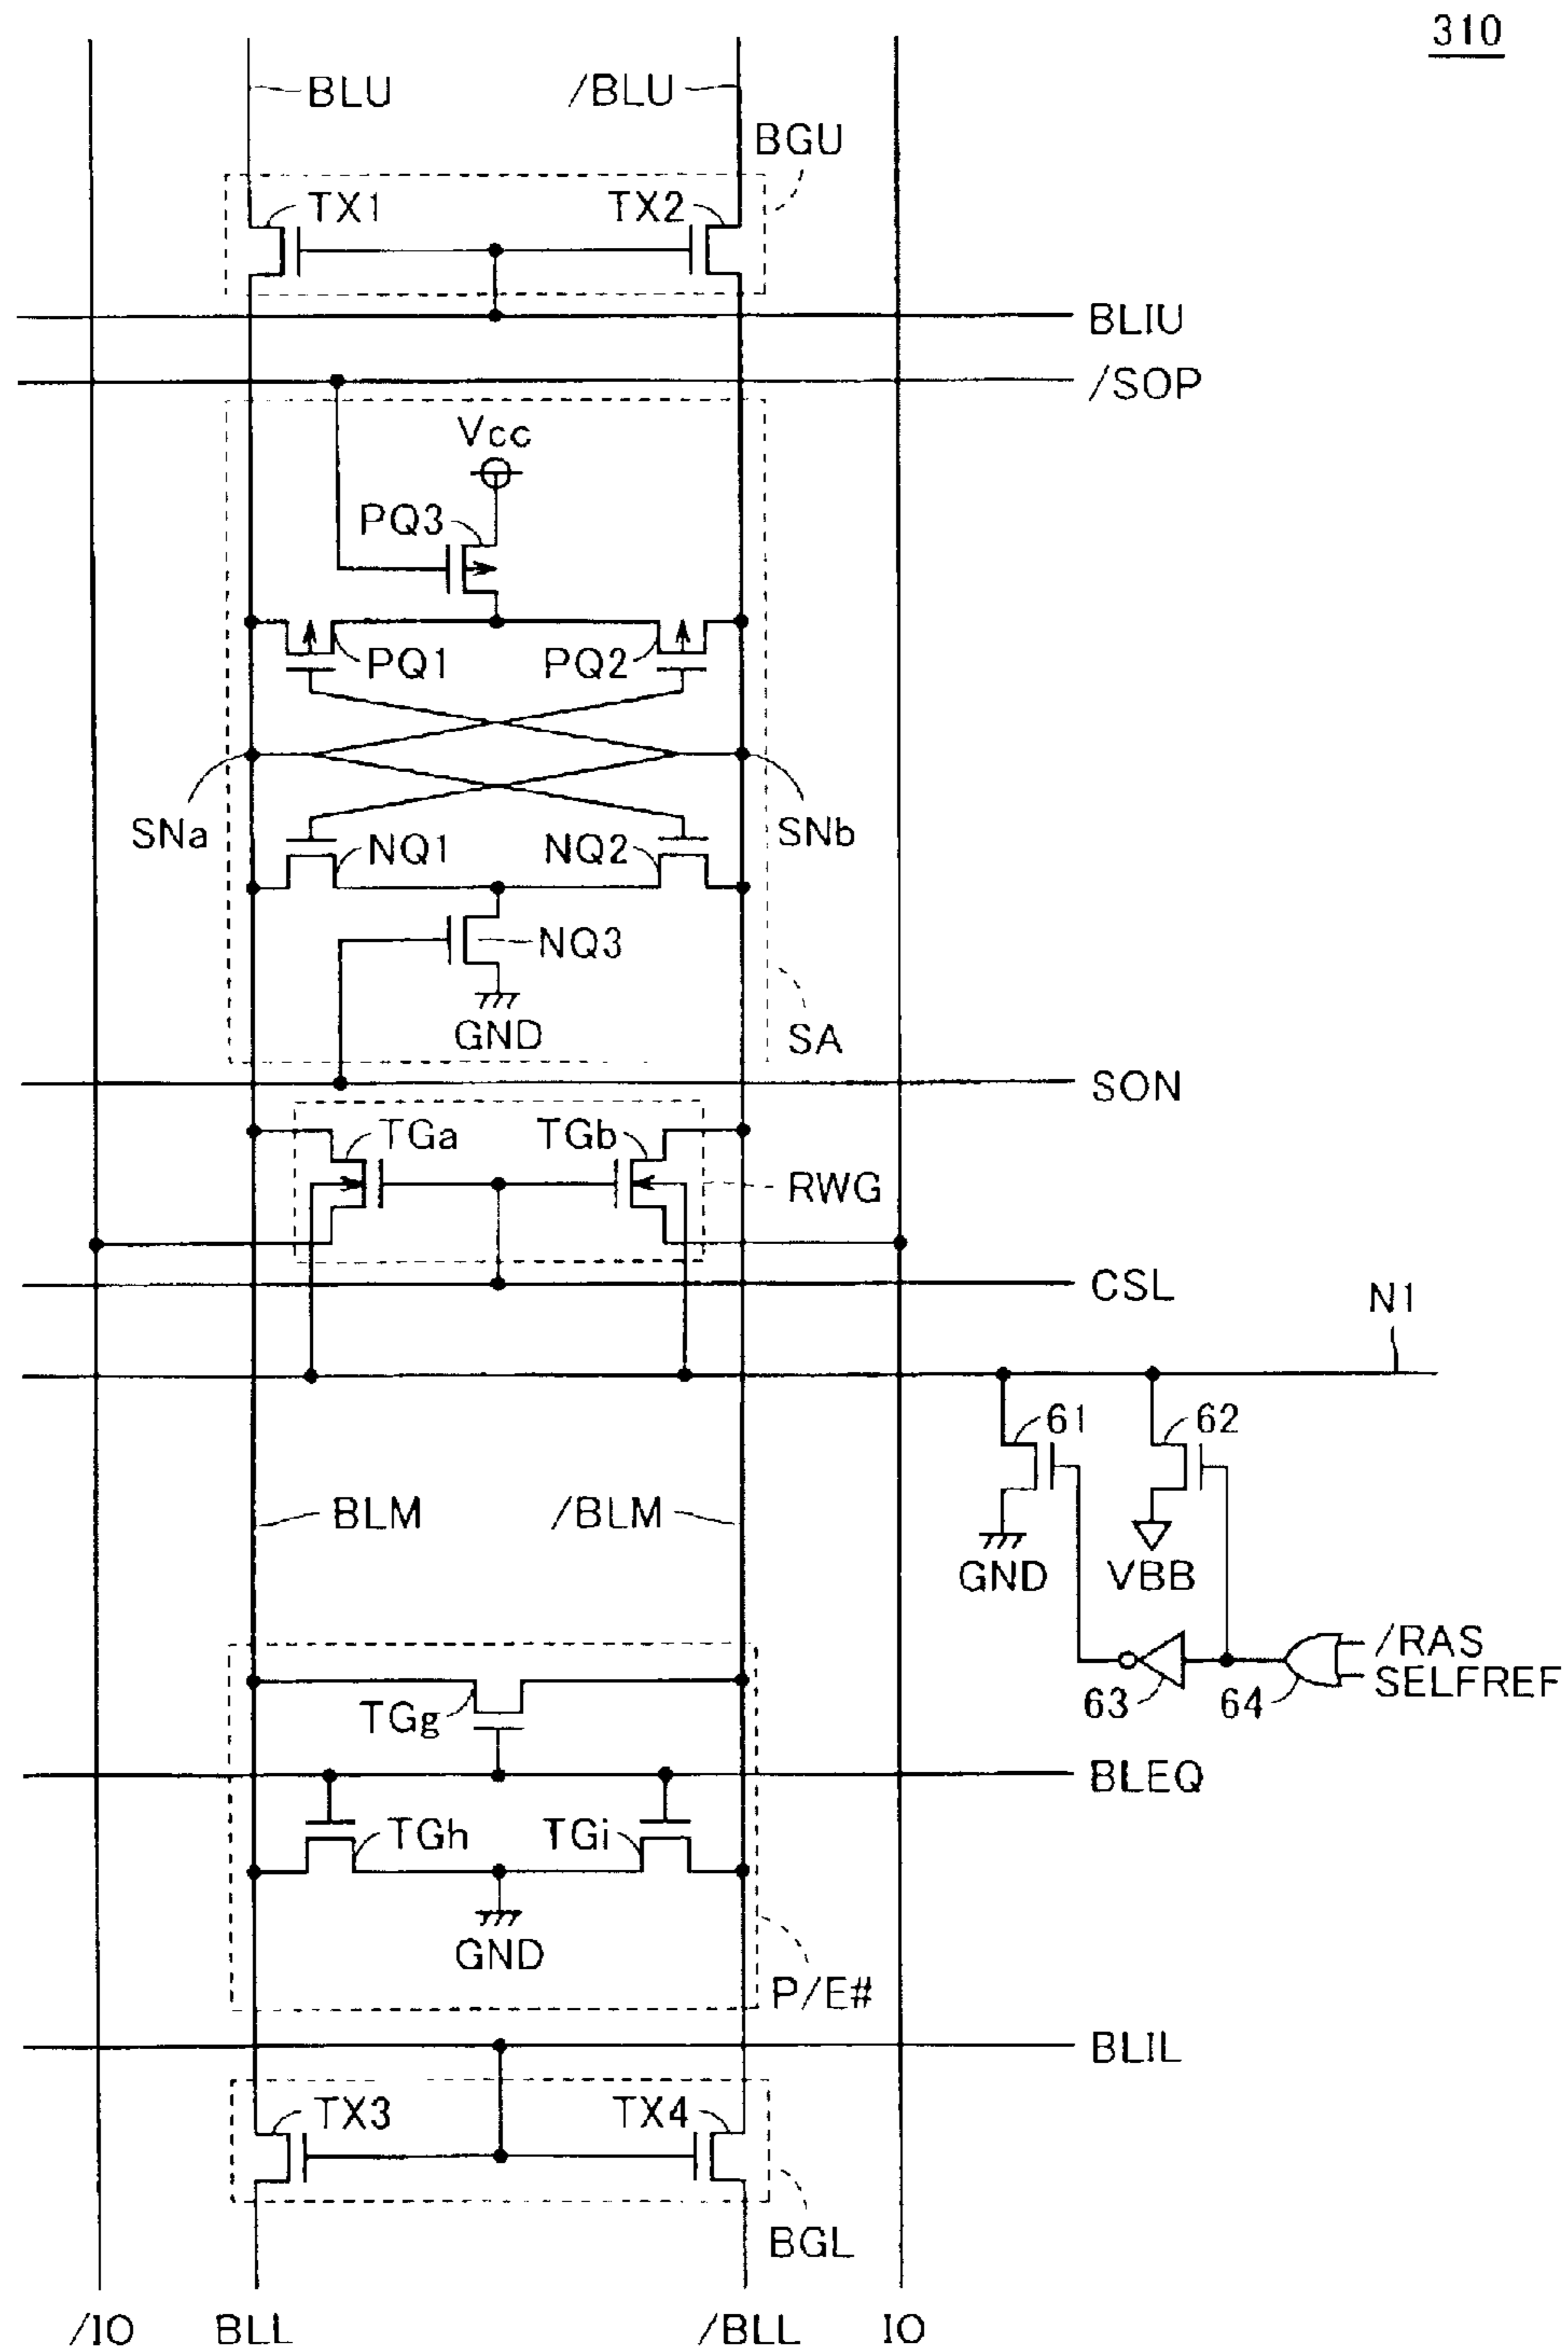 310
BLU /BLU
BGU
TX1 TX2
BLIU
/SOP
Vcc
PQ3
PQ1 PQ2
SNa SNb
NQ1 NQ2
NQ3
GND SA
SON
TGa TGb
RWG
CSL
N1
61 62
BLM /BLM
GND VBB
/RAS
SELFREF
63 64
TGg
BLEQ
TGh TGi
GND
P/E#
BLIL
TX3 TX4
BGL
/IO BLL /BLL IO